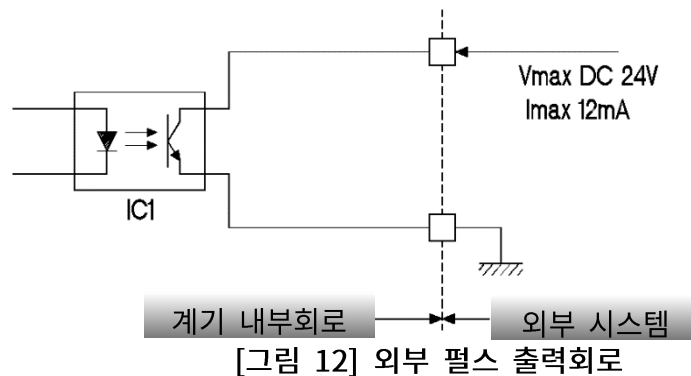 Vmax DC 24V
Imax 12mA
IC1
계기 내부회로
외부 시스템
[그림 12] 외부 펄스 출력회로